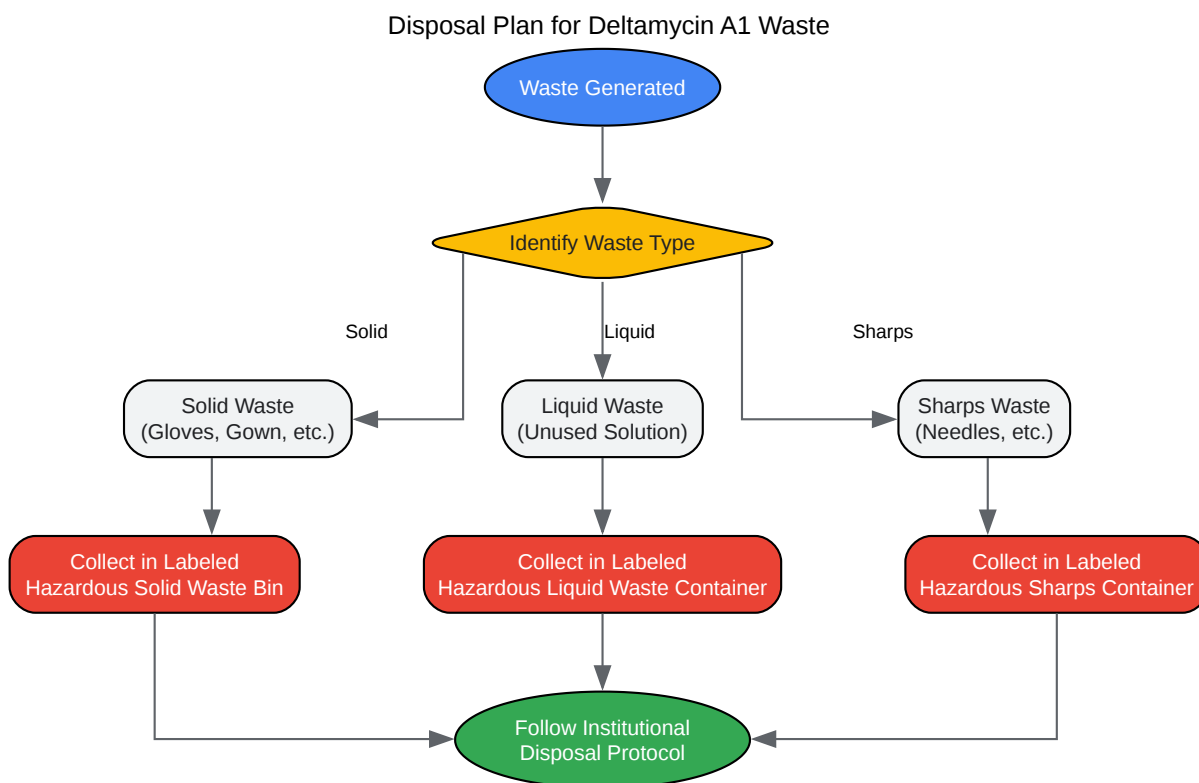 Disposal Plan for Deltamycin A1 Waste
Waste Generated
Identify Waste Type
Solid
Liquid
Sharps
Solid Waste
(Gloves, Gown, etc.)
Liquid Waste
(Unused Solution)
Sharps Waste
(Needles, etc.)
Collect in Labeled
Hazardous Solid Waste Bin
Collect in Labeled
Hazardous Liquid Waste Container
Collect in Labeled
Hazardous Sharps Container
Follow Institutional
Disposal Protocol